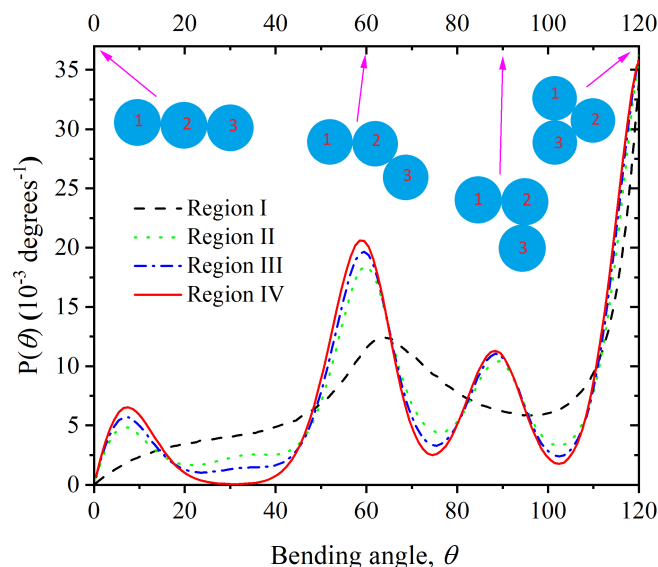 0 20 40 60 80 100 120
35
30
25
20
15
10
5
0
P(θ) (10⁻³ degrees⁻¹)
1 2 3
1 2
3
1 2
3
1
2
3
Region I
Region II
Region III
Region IV
0 20 40 60 80 100 120
Bending angle, θ